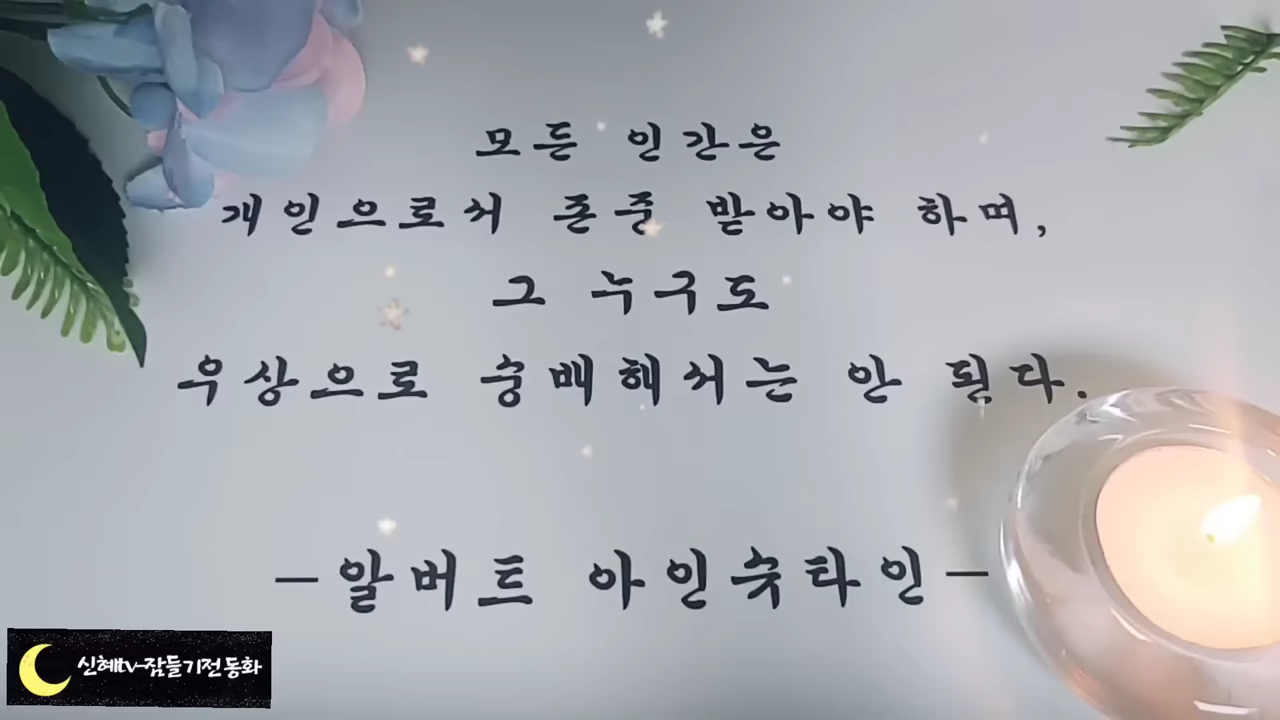 모든 인간은
개인으로서 존중 받아야 하며,
그 누구도
우상으로 숭배해서는 안 된다.
-알버트 아인슈타인-
신혜tv-잠들기전 동화